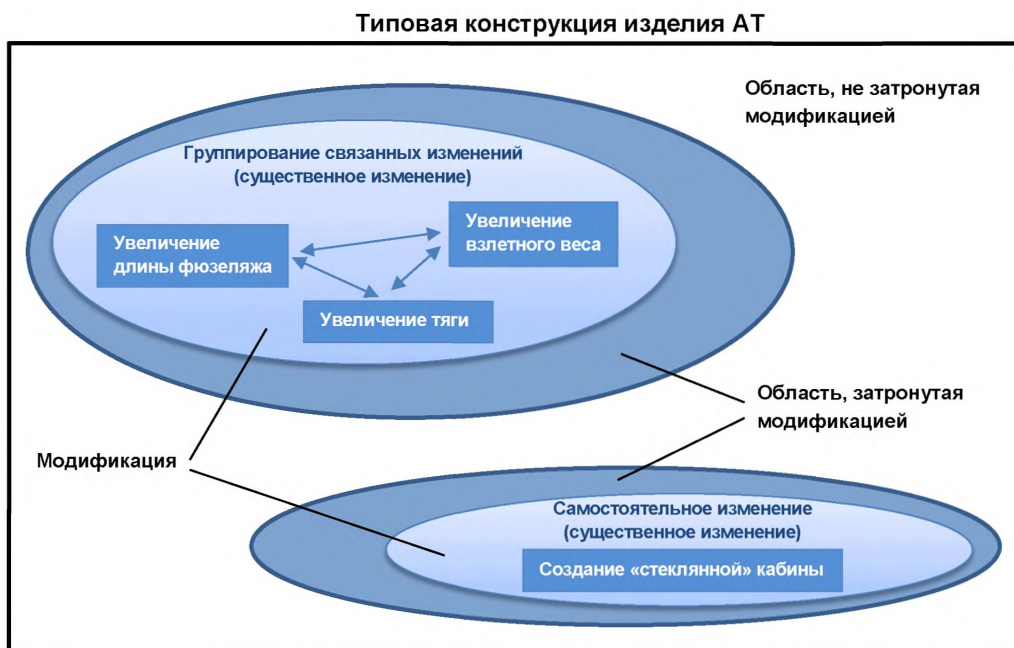 Типовая конструкция изделия АТ
Область, не затронутая
модификацией
Группирование связанных изменений
(существенное изменение)
Увеличение
длины фюзеляжа
Увеличение
взлетного веса
Увеличение тяги
Область, затронутая
модификацией
Модификация
Самостоятельное изменение
(существенное изменение)
Создание «стеклянной» кабины